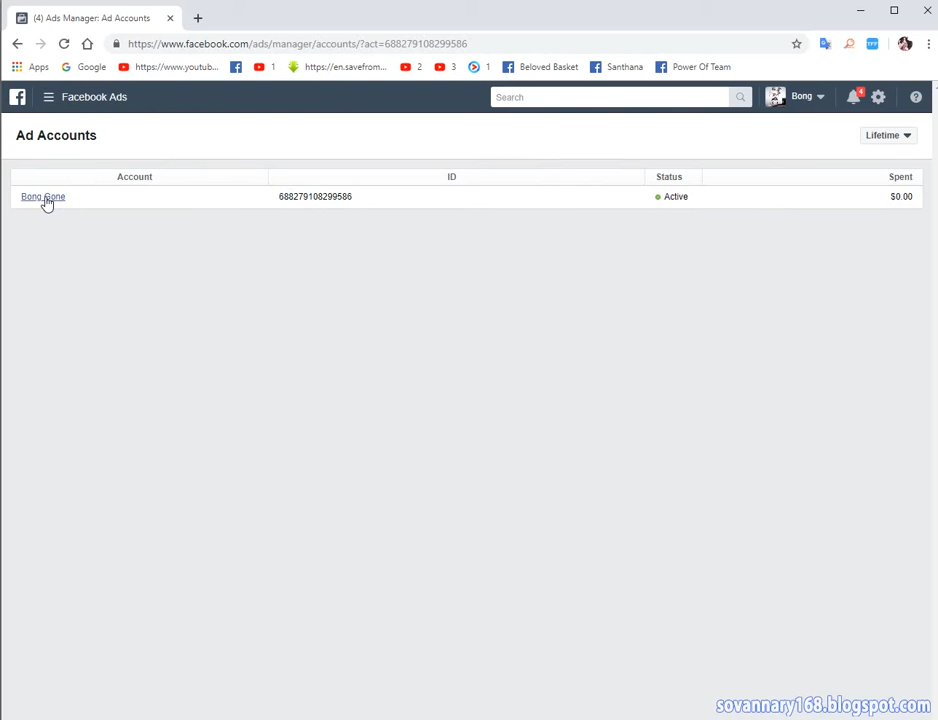 (4) Ads Manager: Ad Accounts
https://www.facebook.com/ads/manager/accounts/?act=688279108299586
Apps Google https://www.youtub... 1 https://en.savefrom... 2 3 1 Beloved Basket Santhana Power Of Team
Facebook Ads Search Bong 4
Ad Accounts Lifetime
Account ID Status Spent
Bong Gone 688279108299586 Active $0.00
sovannary168.blogspot.com